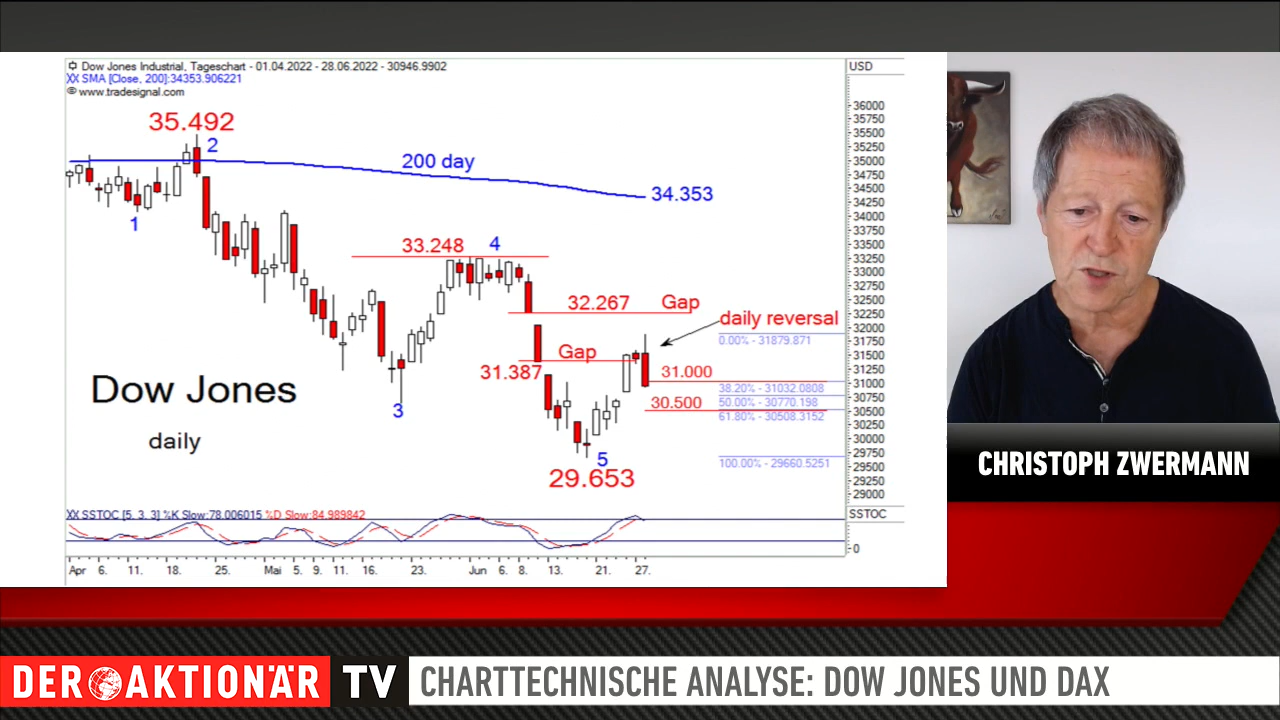 Dow Jones Industrial, Tageschart - 01.04.2022 - 28.06.2022 - 30946.9902
SMA [Close, 200]:34353.906221
www.tradesignal.com
USD
36000
35750
35500
35250
35000
34750
34500
34250
34000
33750
33500
33250
33000
32750
32500
32250
32000
31750
31500
31250
31000
30750
30500
30250
30000
29750
29500
29250
29000
35.492
2
200 day
34.353
1
33.248
4
32.267 Gap
daily reversal
0.00% - 31879.871
Gap
31.387
31.000
38.20% - 31032.0808
50.00% - 30770.198
30.500
61.80% - 30508.3152
Dow Jones
daily
3
5
100.00% - 29660.5251
29.653
SSTOC [5, 3, 3] %K Slow:78.006015 %D Slow:84.989842
SSTOC
0
Apr 6. 11. 18. 25. Mai 5. 9. 11. 16. 23. Jun 6. 8. 13. 21. 27.
CHRISTOPH ZWERMANN
DER AKTIONÄR TV
CHARTTECHNISCHE ANALYSE: DOW JONES UND DAX